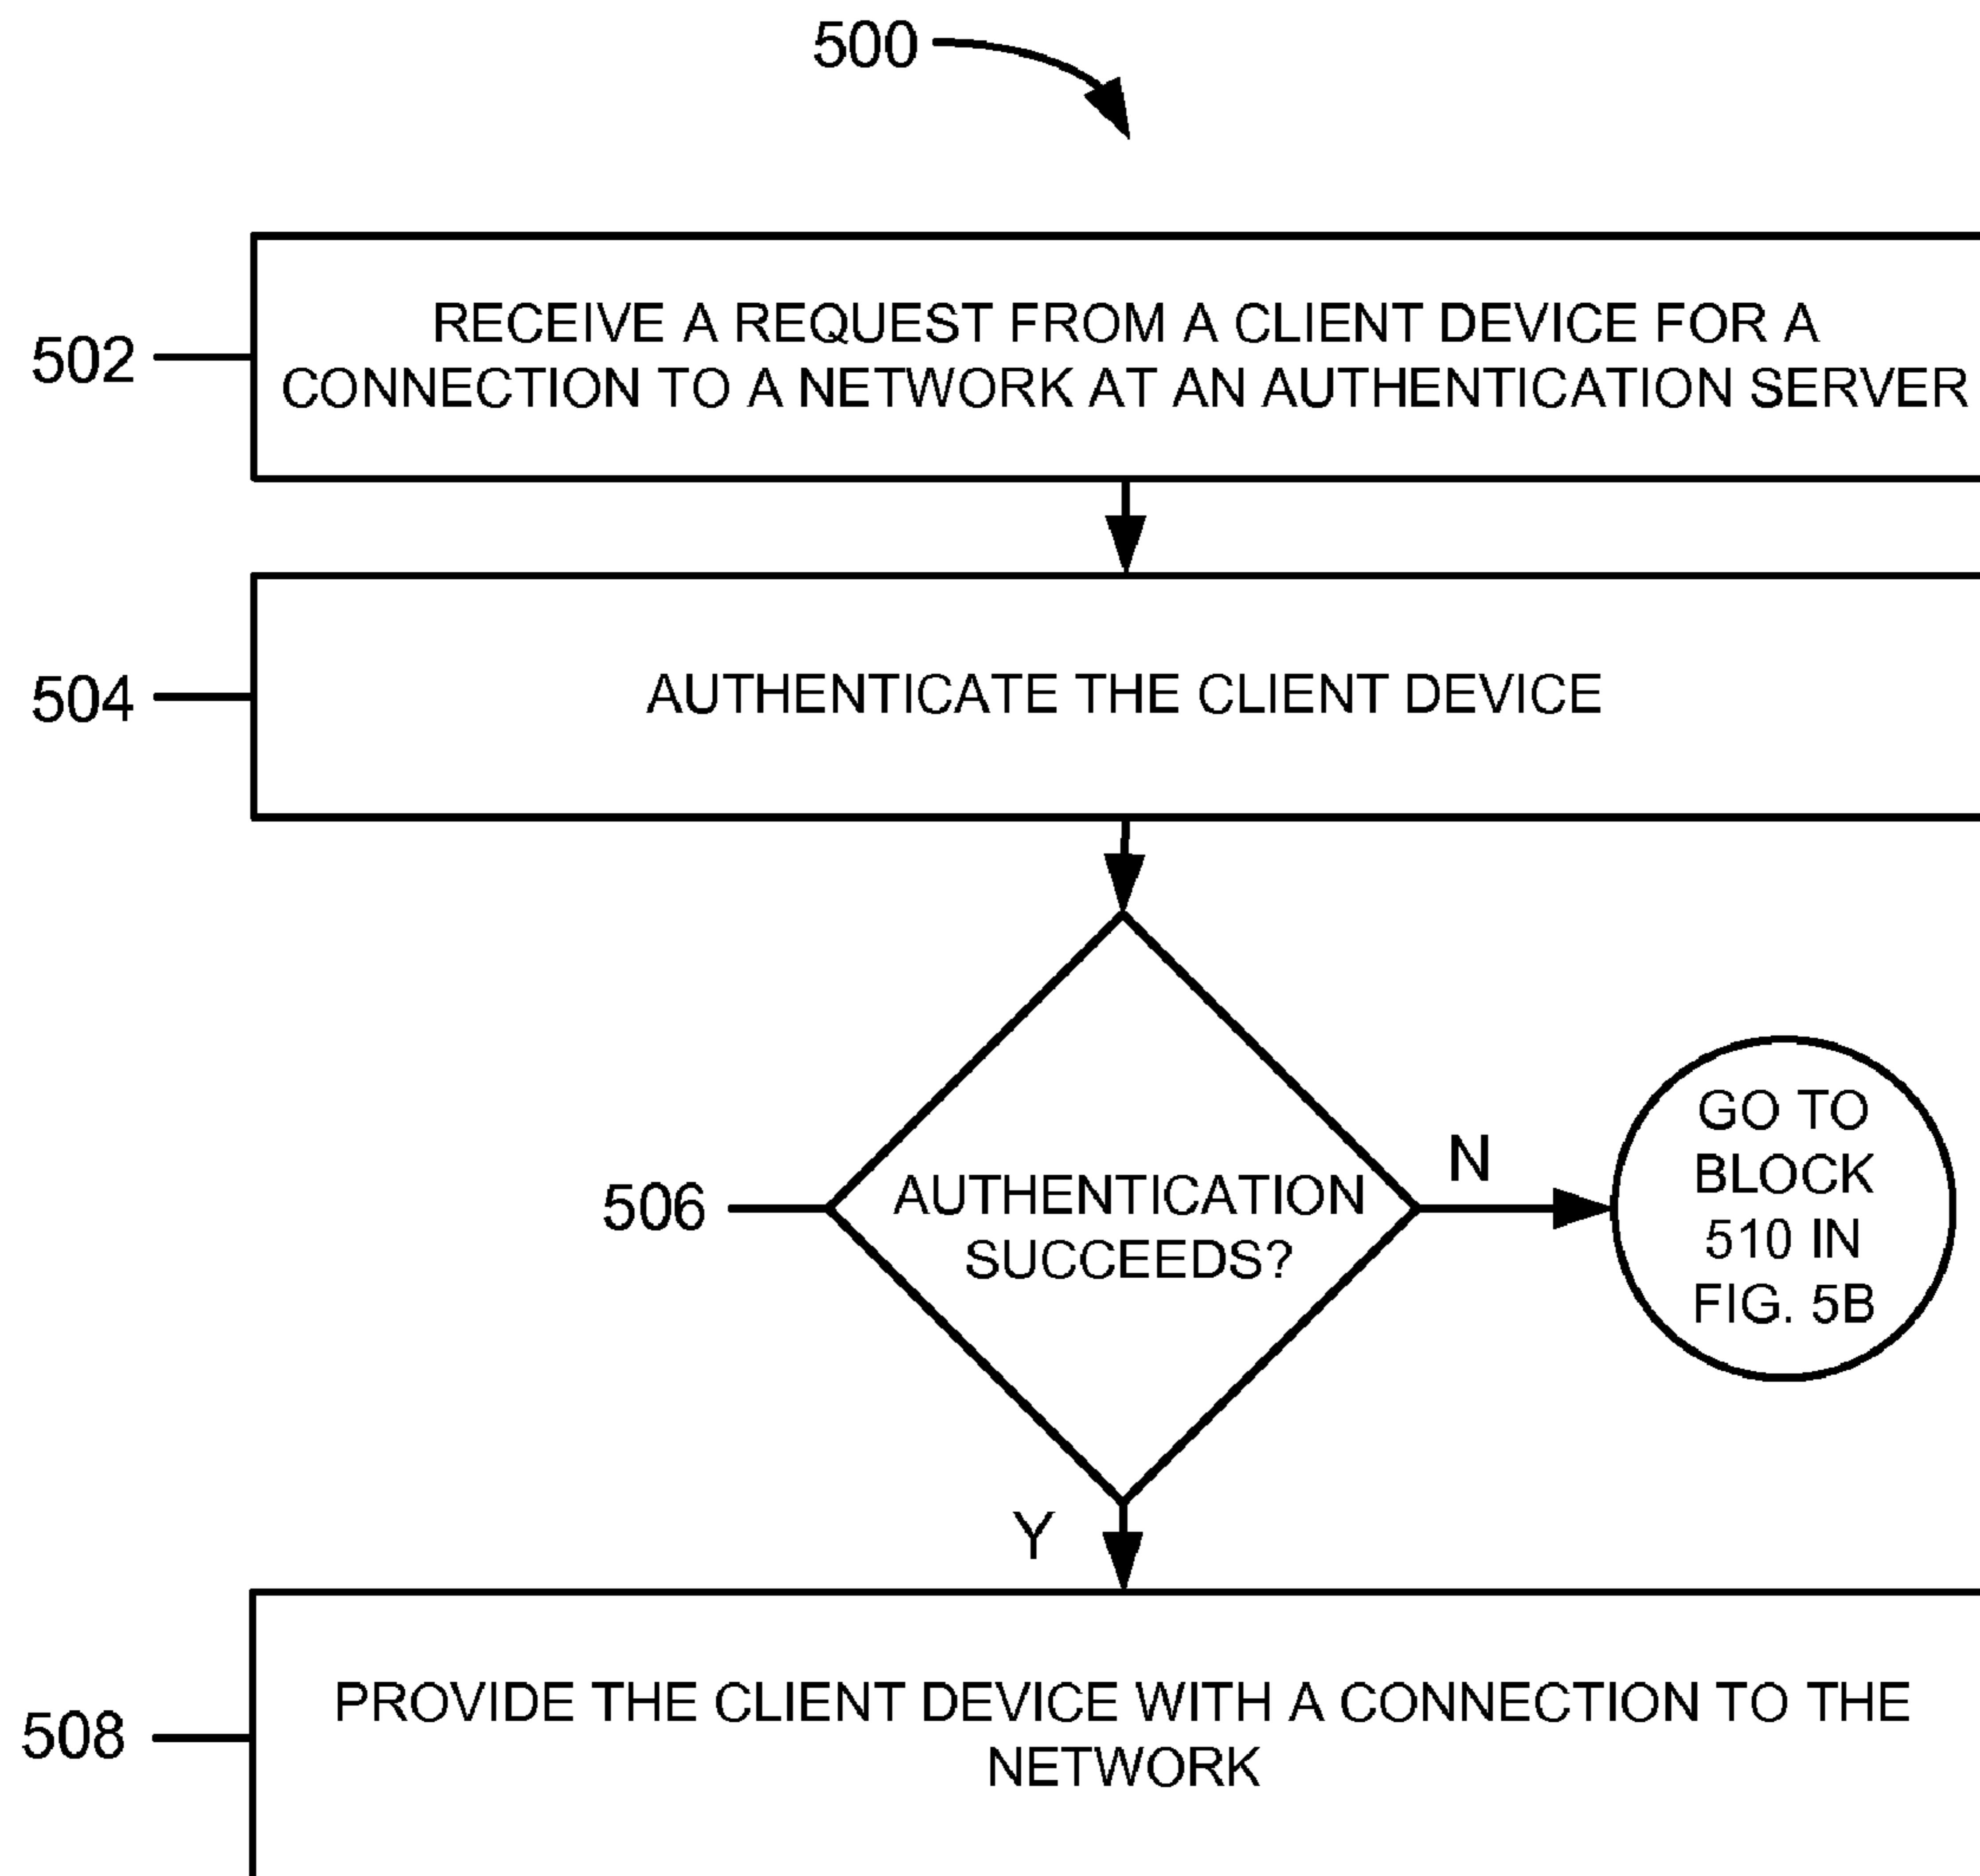 500
502
RECEIVE A REQUEST FROM A CLIENT DEVICE FOR A
CONNECTION TO A NETWORK AT AN AUTHENTICATION SERVER
504
AUTHENTICATE THE CLIENT DEVICE
506
AUTHENTICATION
SUCCEEDS?
N
GO TO
BLOCK
510 IN
FIG. 5B
Y
508
PROVIDE THE CLIENT DEVICE WITH A CONNECTION TO THE
NETWORK